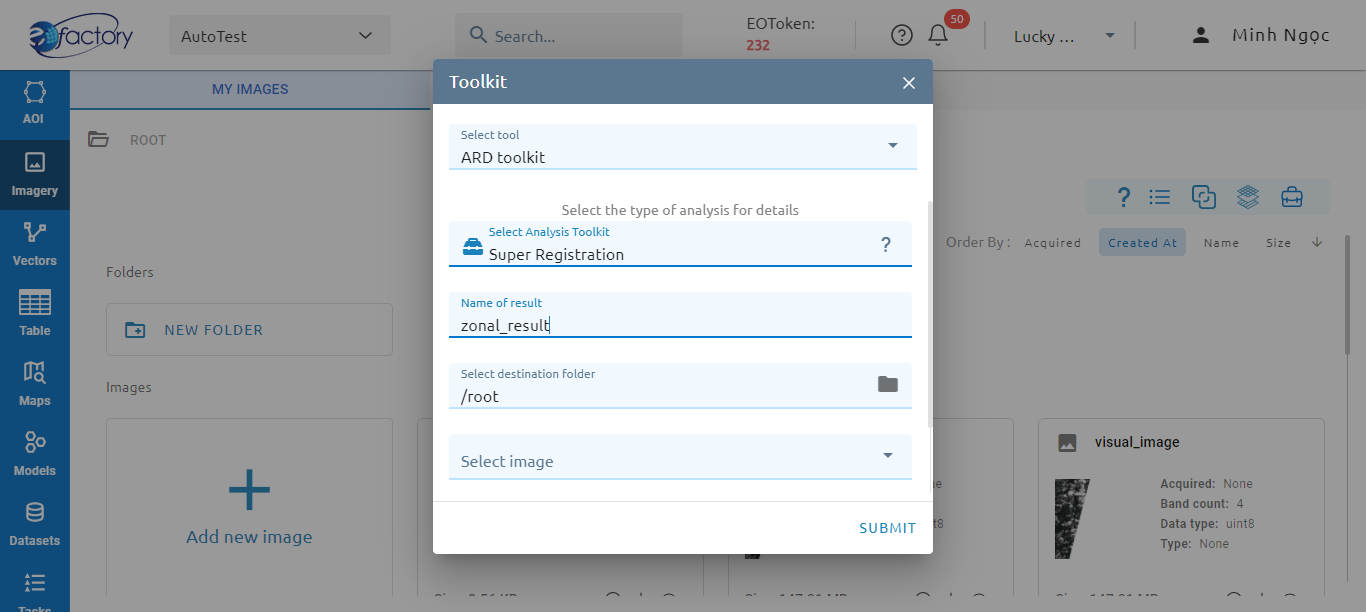 eofactory
AutoTest
Search...
EOToken:
232
?
50
Lucky ...
Minh Ngọc
AOI
Imagery
Vectors
Table
Maps
Models
Datasets
Tasks
MY IMAGES
ROOT
?
Order By :
Acquired
Created At
Name
Size
Folders
NEW FOLDER
Images
Add new image
Toolkit
Select tool
ARD toolkit
Select the type of analysis for details
Select Analysis Toolkit
Super Registration
?
Name of result
zonal_result
Select destination folder
/root
Select image
SUBMIT
visual_image
Acquired: None
Band count: 4
Data type: uint8
Type: None